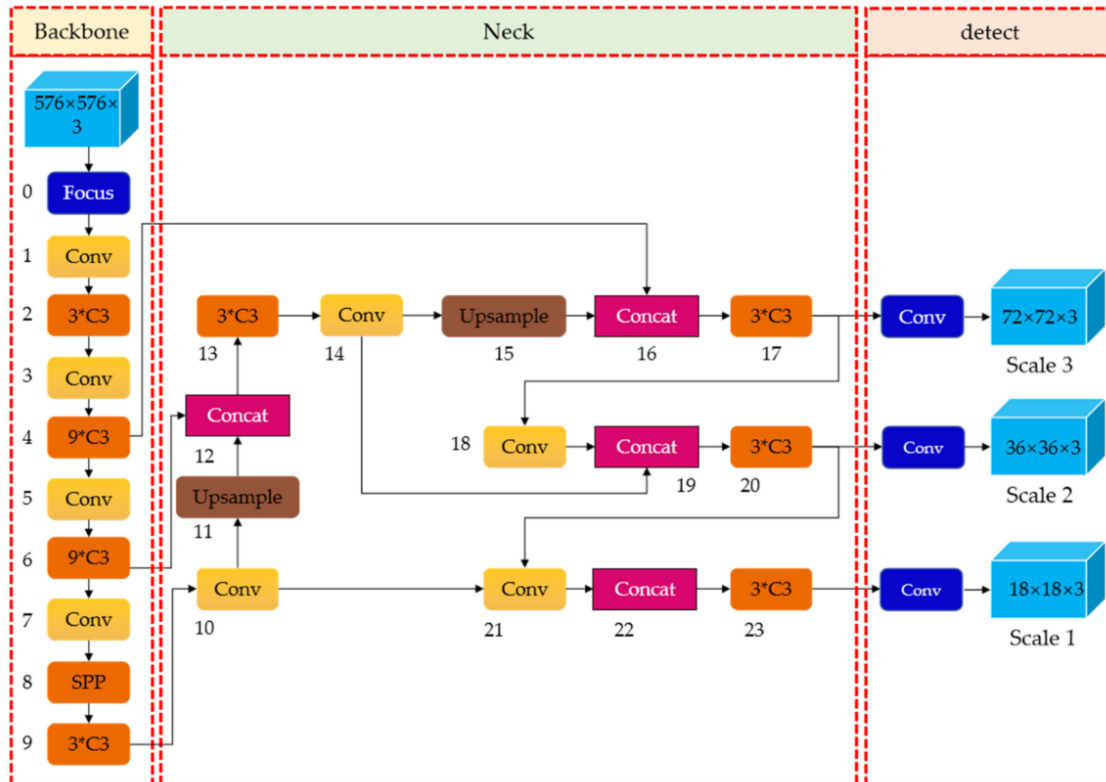 Backbone
Neck
detect
576×576×
3
0
Focus
1
Conv
2
3*C3
3
Conv
4
9*C3
5
Conv
6
9*C3
7
Conv
8
SPP
9
3*C3
3*C3
13
Conv
14
Upsample
15
Concat
16
3*C3
17
Conv
72×72×3
Scale 3
Concat
12
Upsample
11
18
Conv
Concat
19
3*C3
20
Conv
36×36×3
Scale 2
Conv
10
Conv
21
Concat
22
3*C3
23
Conv
18×18×3
Scale 1